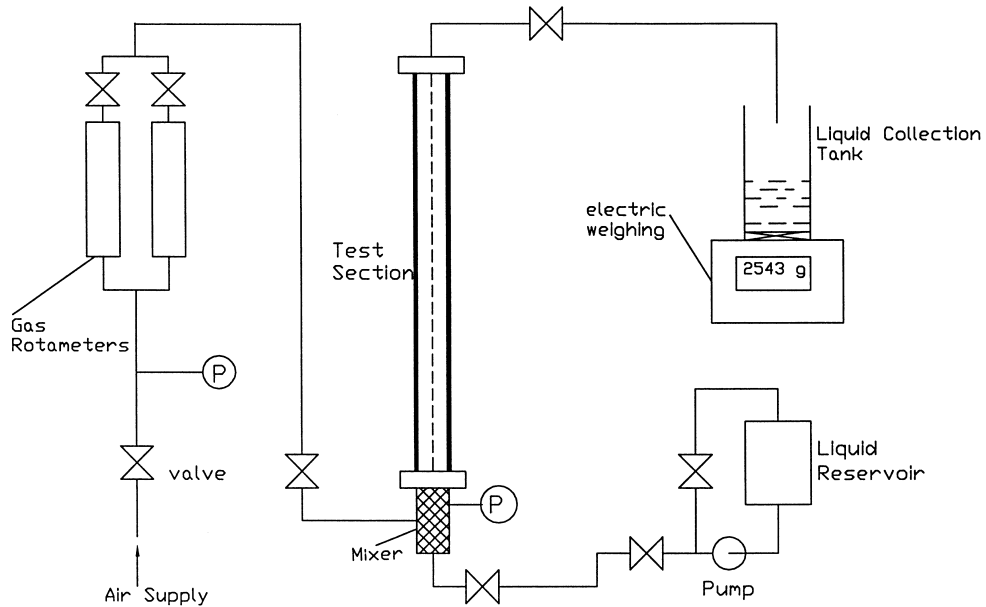 Liquid Collection
Tank
electric
weighing
2543 g
Test
Section
Gas
Rotameters
P
valve
Liquid
Reservoir
P
Mixer
Pump
Air Supply